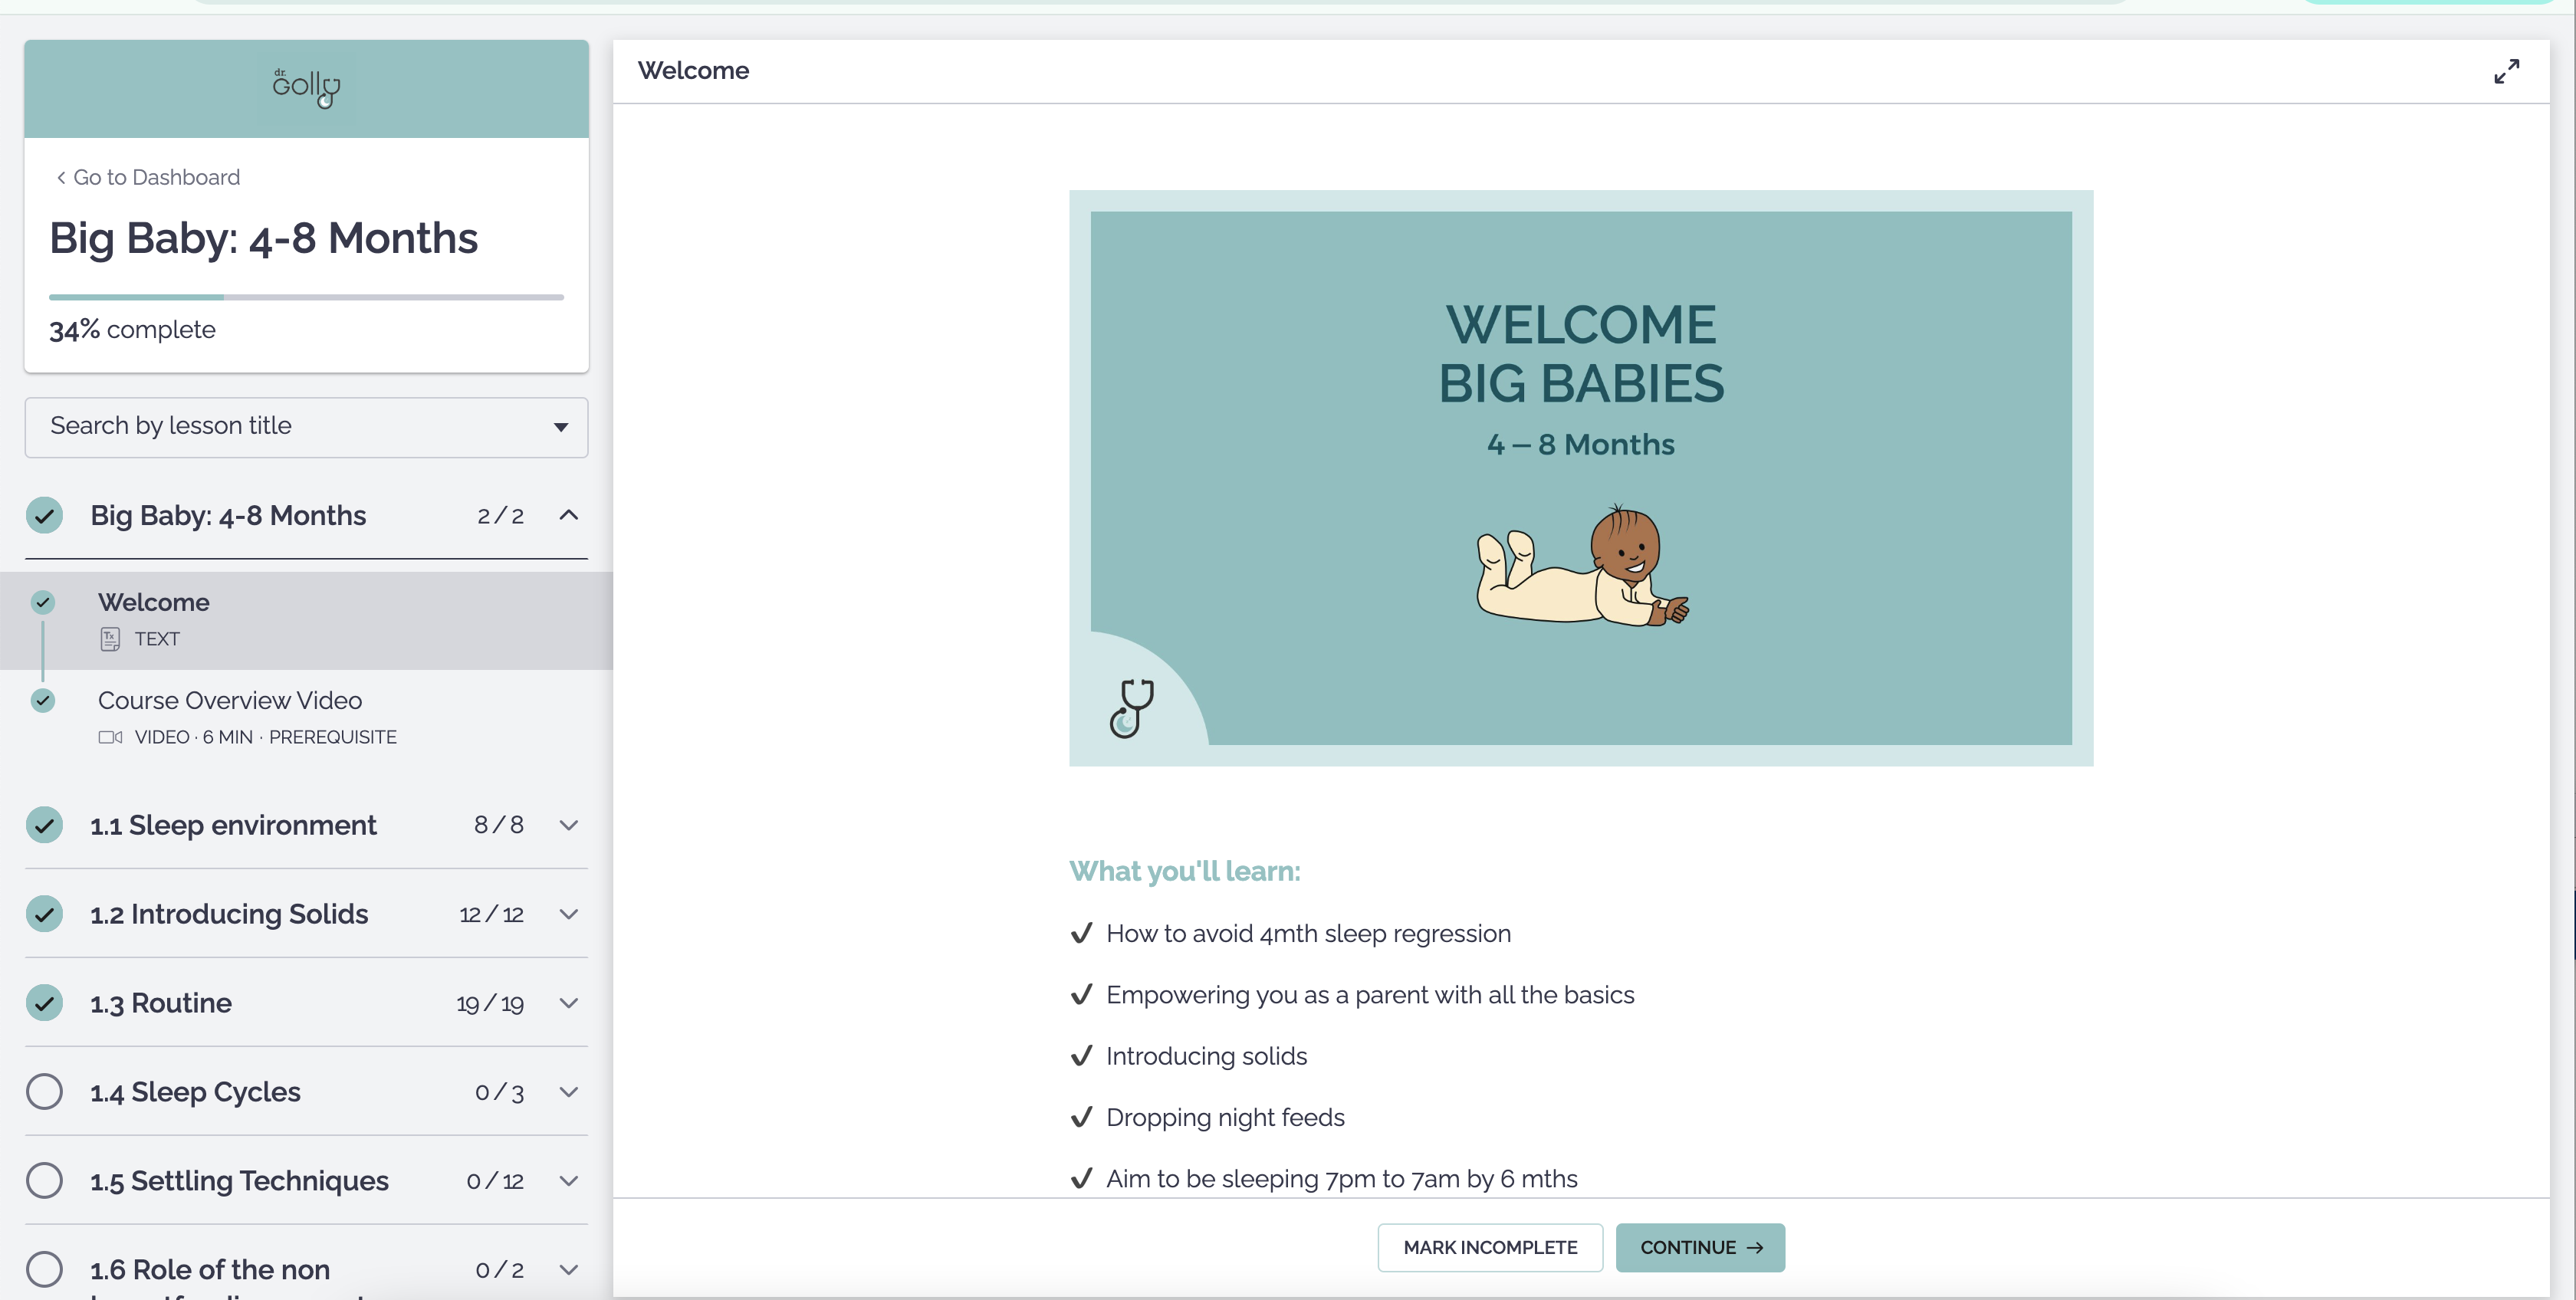 dr.
Golly
Go to Dashboard
Big Baby: 4-8 Months
34% complete
Search by lesson title
Big Baby: 4-8 Months 2 / 2
Welcome
TEXT
Course Overview Video
VIDEO · 6 MIN · PREREQUISITE
1.1 Sleep environment 8 / 8
1.2 Introducing Solids 12 / 12
1.3 Routine 19 / 19
1.4 Sleep Cycles 0 / 3
1.5 Settling Techniques 0 / 12
1.6 Role of the non 0 / 2
Welcome
WELCOME
BIG BABIES
4 – 8 Months
What you'll learn:
How to avoid 4mth sleep regression
Empowering you as a parent with all the basics
Introducing solids
Dropping night feeds
Aim to be sleeping 7pm to 7am by 6 mths
MARK INCOMPLETE
CONTINUE →